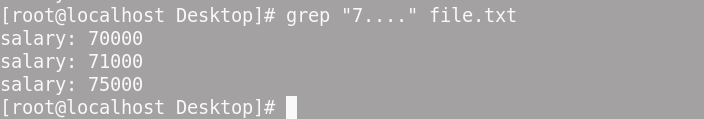 [root@localhost Desktop]# grep "7...." file.txt
salary: 70000
salary: 71000
salary: 75000
[root@localhost Desktop]#